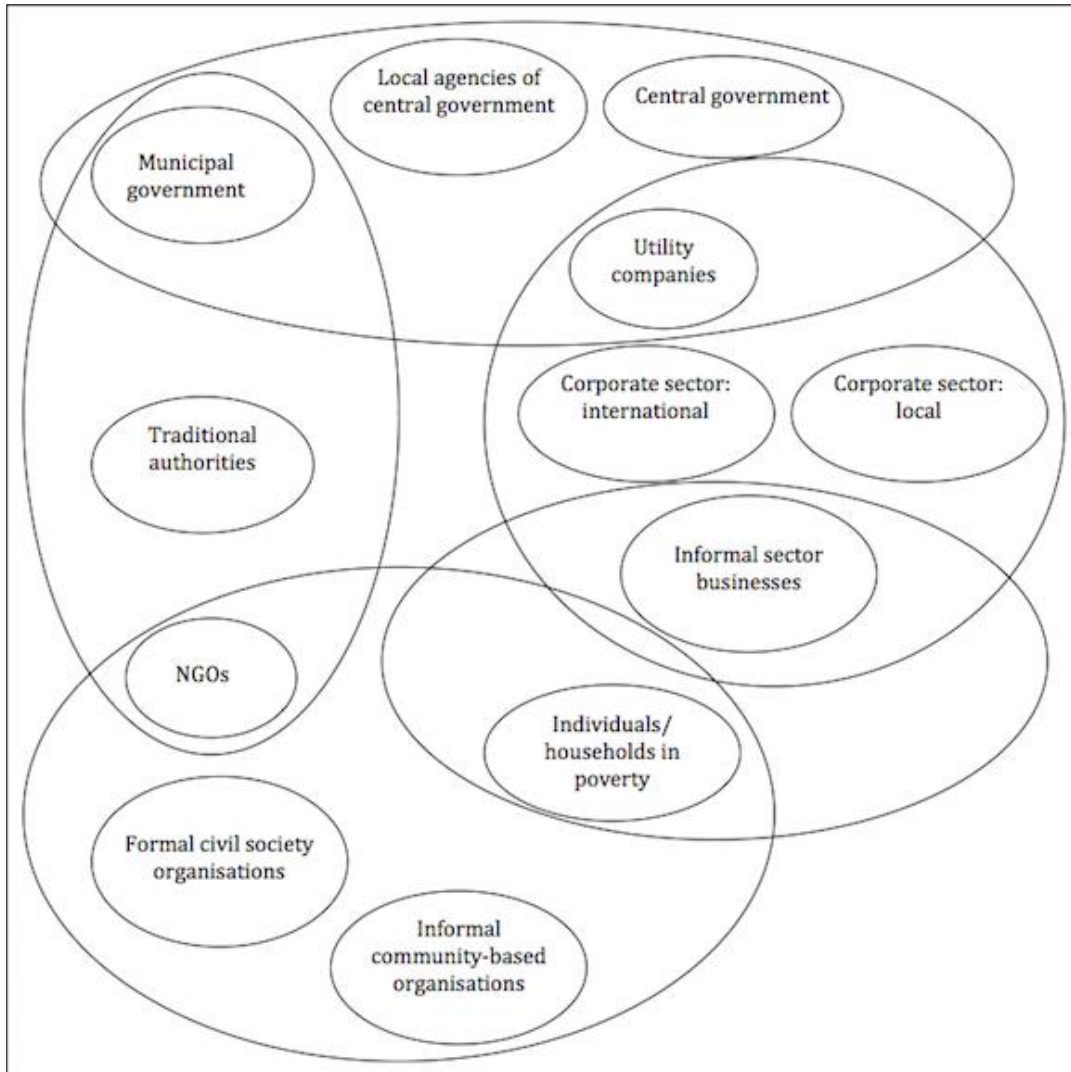 Local agencies of
central government
Central government
Municipal
government
Utility
companies
Corporate sector:
international
Corporate sector:
local
Traditional
authorities
Informal sector
businesses
NGOs
Individuals/
households in
poverty
Formal civil society
organisations
Informal
community-based
organisations